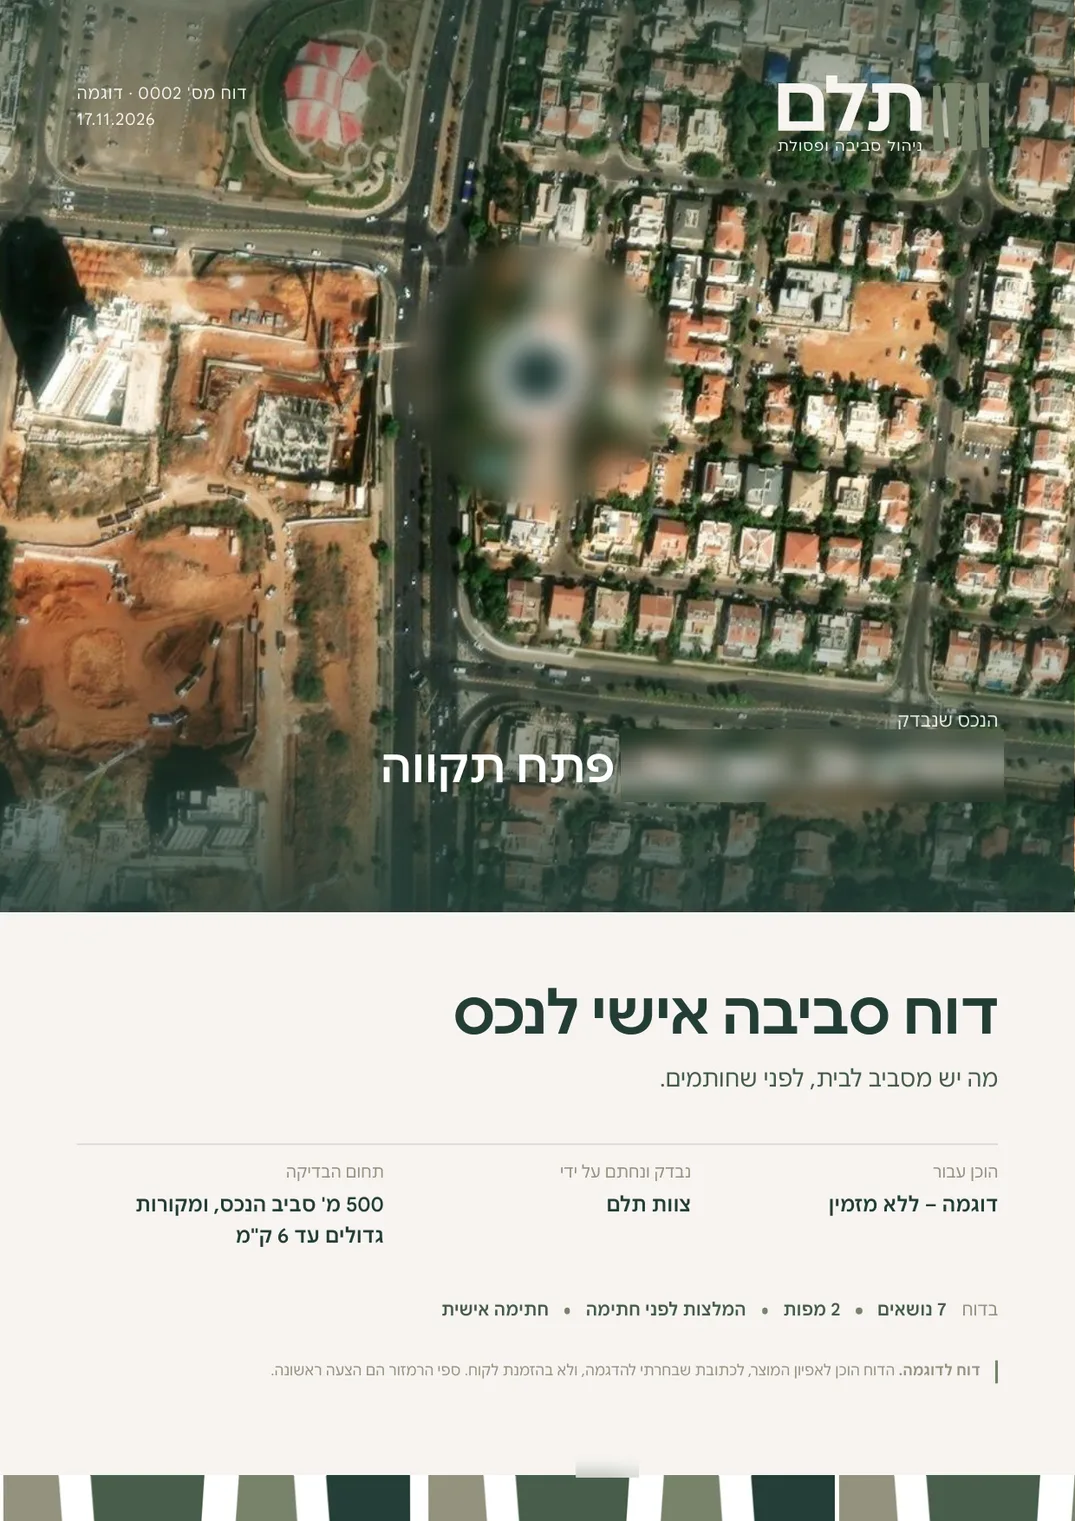 תלם
ניהול סביבה ופסולת
דוח מס' 0002 · דוגמה
17.11.2026
הנכס שנבדק
פתח תקווה
דוח סביבה אישי לנכס
מה יש מסביב לבית, לפני שחותמים.
הוכן עבור
דוגמה – ללא מזמין
נבדק ונחתם על ידי
צוות תלם
תחום הבדיקה
500 מ' סביב הנכס, ומקורות
גדולים עד 6 ק"מ
בדוח 7 נושאים • 2 מפות • המלצות לפני חתימה • חתימה אישית
דוח לדוגמה. הדוח הוכן לאפיון המוצר, לכתובת שבחרתי להדגמה, ולא בהזמנת לקוח. ספי הרמזור הם הצעה ראשונה.